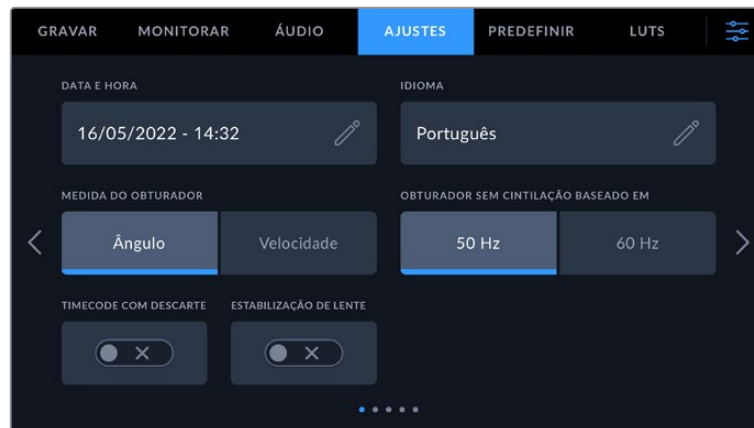 GRAVAR MONITORAR ÁUDIO AJUSTES PREDEFINIR LUTS
DATA E HORA IDIOMA
16/05/2022 - 14:32 Português
MEDIDA DO OBTURADOR OBTURADOR SEM CINTILAÇÃO BASEADO EM
Ângulo Velocidade 50 Hz 60 Hz
TIMECODE COM DESCARTE ESTABILIZAÇÃO DE LENTE